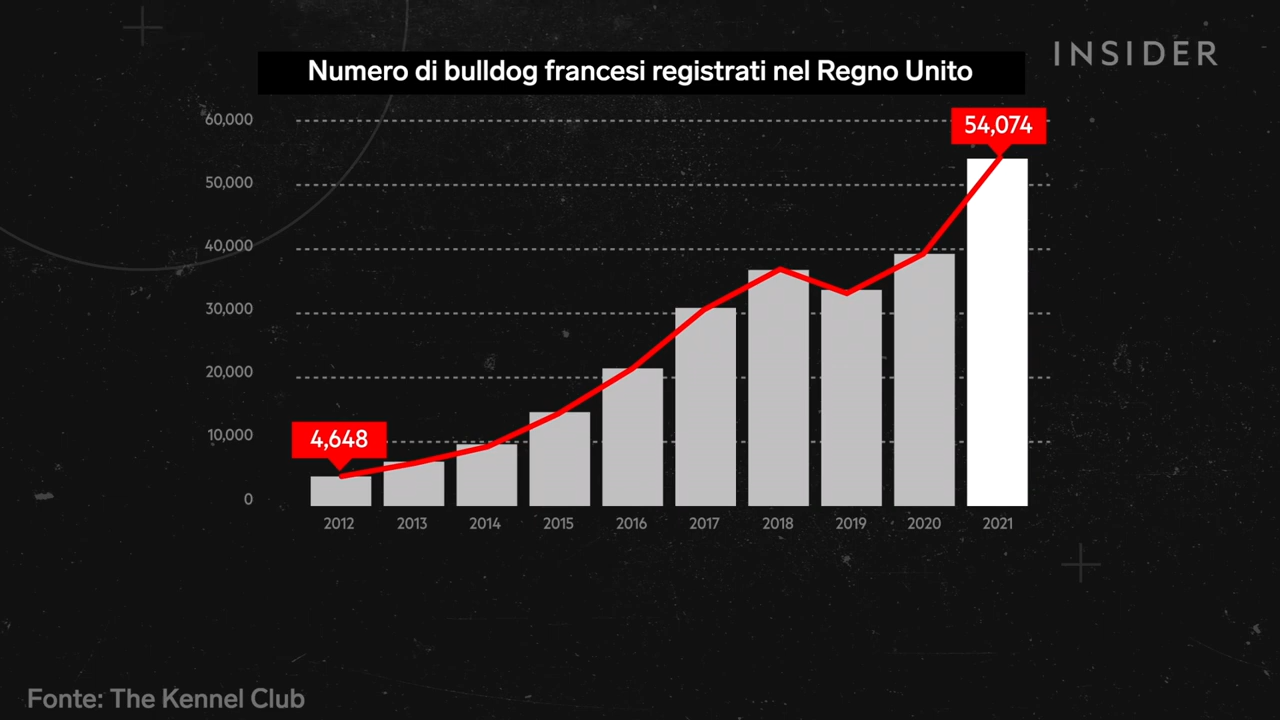 INSIDER
Numero di bulldog francesi registrati nel Regno Unito
60,000
50,000
40,000
30,000
20,000
10,000
0
4,648
54,074
2012 2013 2014 2015 2016 2017 2018 2019 2020 2021
Fonte: The Kennel Club